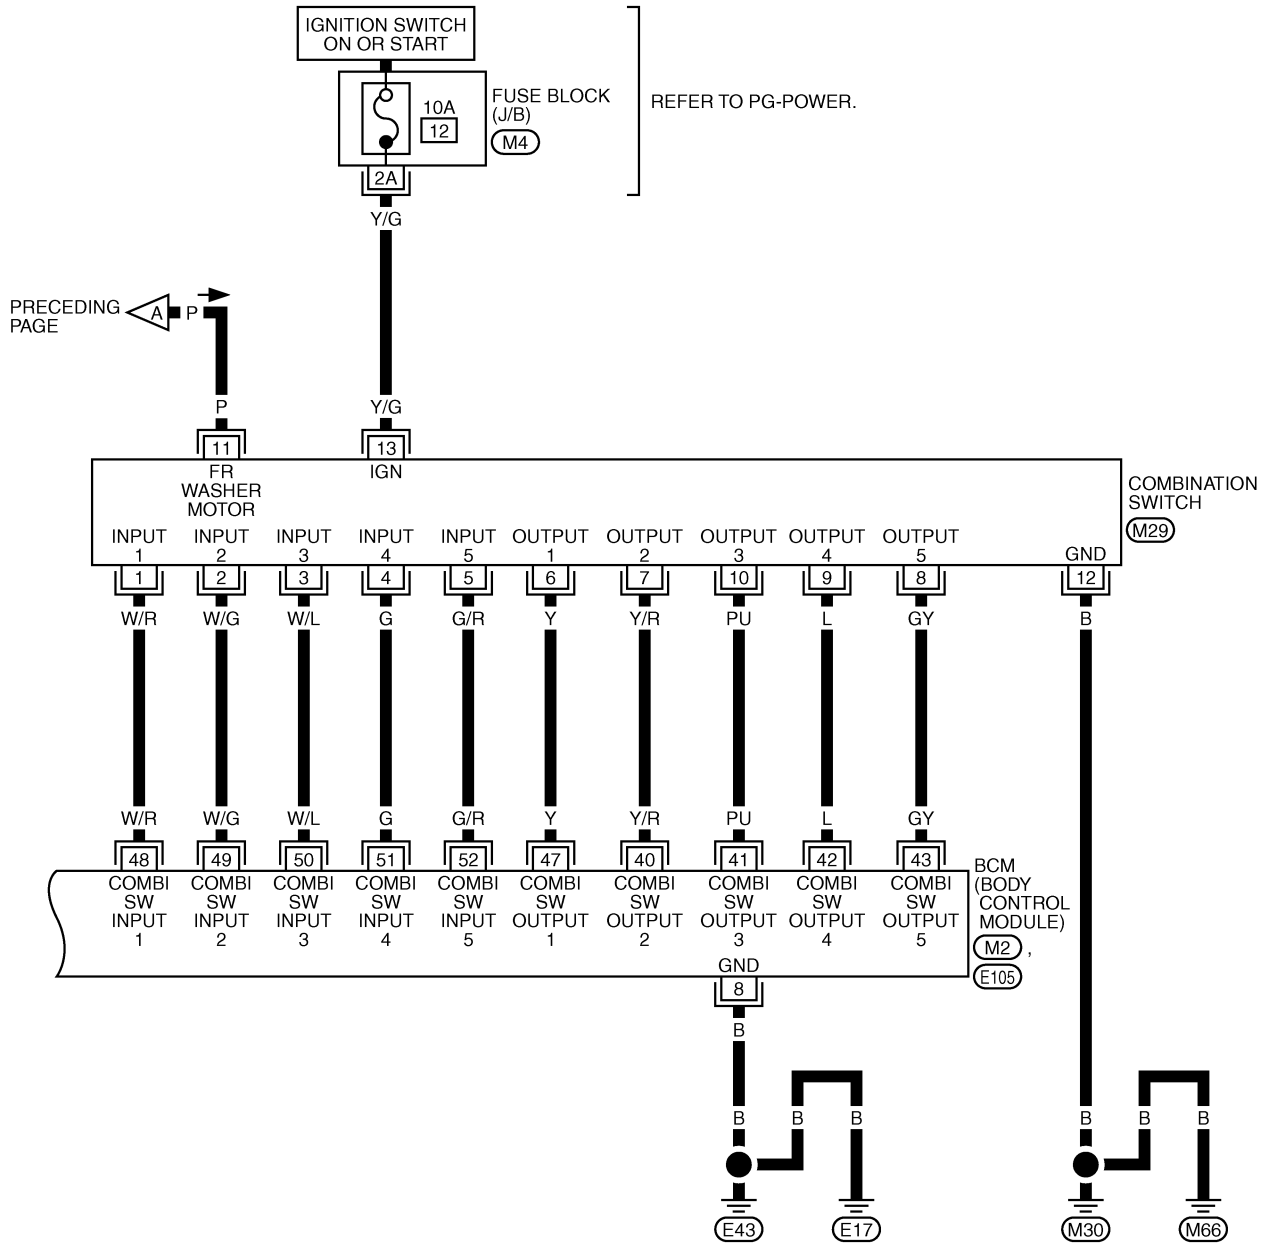 IGNITION SWITCH
ON OR START
10A
12
FUSE BLOCK
(J/B)
M4
REFER TO PG-POWER.
2A
Y/G
PRECEDING
PAGE
A
P
P
Y/G
11
13
FR
WASHER
MOTOR
IGN
COMBINATION
SWITCH
M29
INPUT INPUT INPUT INPUT INPUT OUTPUT OUTPUT OUTPUT OUTPUT OUTPUT
1 2 3 4 5 1 2 3 4 5 GND
1 2 3 4 5 6 7 10 9 8 12
W/R W/G W/L G G/R Y Y/R PU L GY B
W/R W/G W/L G G/R Y Y/R PU L GY
48 49 50 51 52 47 40 41 42 43
COMBI COMBI COMBI COMBI COMBI COMBI COMBI COMBI COMBI COMBI
SW SW SW SW SW SW SW SW SW SW
INPUT INPUT INPUT INPUT INPUT OUTPUT OUTPUT OUTPUT OUTPUT OUTPUT
1 2 3 4 5 1 2 3 4 5
BCM
(BODY
CONTROL
MODULE)
M2 ,
E105
GND
8
B
B B B B B B
E43 E17 M30 M66